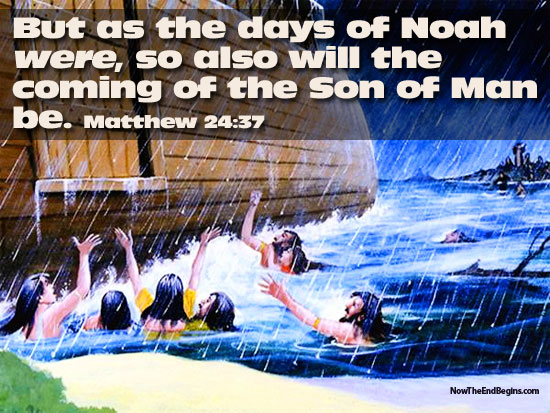 But as the days of Noah
were, so also will the
coming of the Son of Man
be. Matthew 24:37
NowTheEndBegins.com